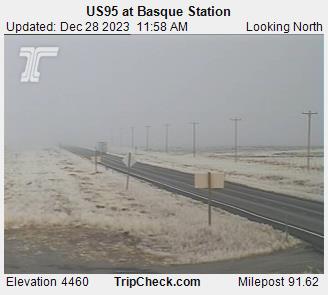 US95 at Basque Station
Updated: Dec 28 2023 11:58 AM Looking North
Elevation 4460 TripCheck.com Milepost 91.62